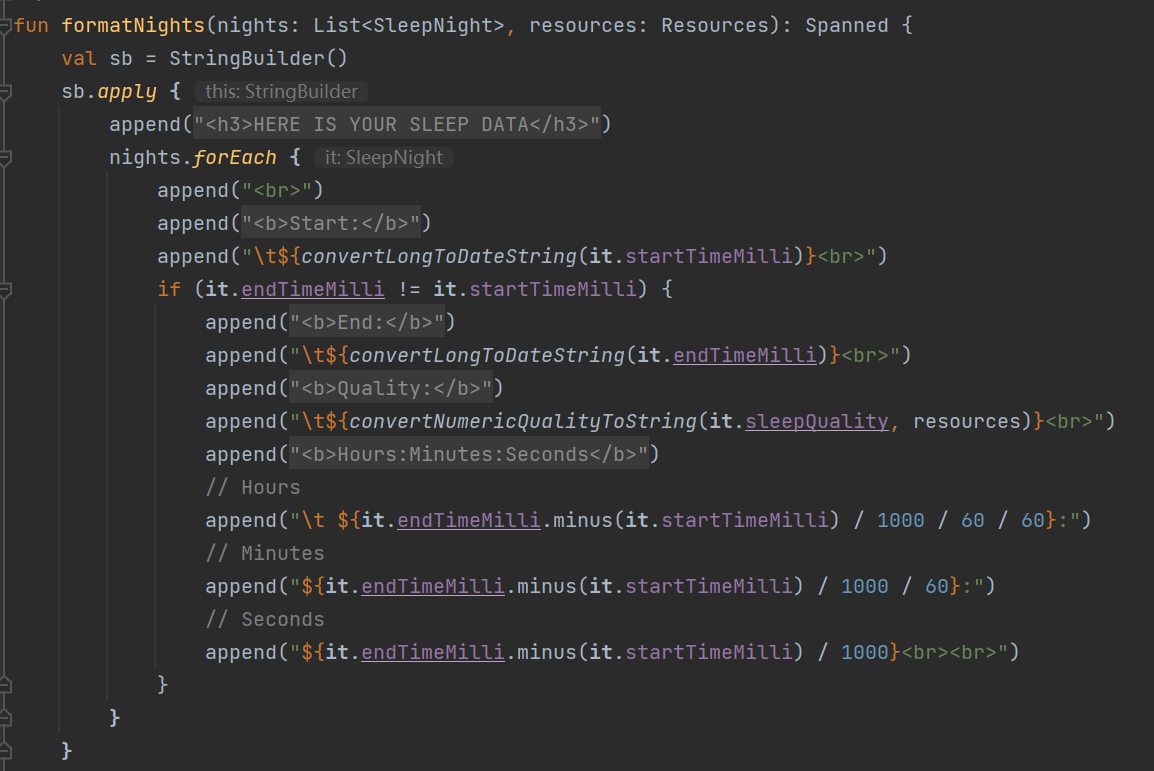 fun formatNights(nights: List<SleepNight>, resources: Resources): Spanned {
    val sb = StringBuilder()
    sb.apply { this: StringBuilder
        append("<h3>HERE IS YOUR SLEEP DATA</h3>")
        nights.forEach { it: SleepNight
            append("<br>")
            append("<b>Start:</b>")
            append("\t${convertLongToDateString(it.startTimeMilli)}<br>")
            if (it.endTimeMilli != it.startTimeMilli) {
                append("<b>End:</b>")
                append("\t${convertLongToDateString(it.endTimeMilli)}<br>")
                append("<b>Quality:</b>")
                append("\t${convertNumericQualityToString(it.sleepQuality, resources)}<br>")
                append("<b>Hours:Minutes:Seconds</b>")
                // Hours
                append("\t ${it.endTimeMilli.minus(it.startTimeMilli) / 1000 / 60 / 60}:")
                // Minutes
                append("${it.endTimeMilli.minus(it.startTimeMilli) / 1000 / 60}:")
                // Seconds
                append("${it.endTimeMilli.minus(it.startTimeMilli) / 1000}<br><br>")
            }
        }
    }